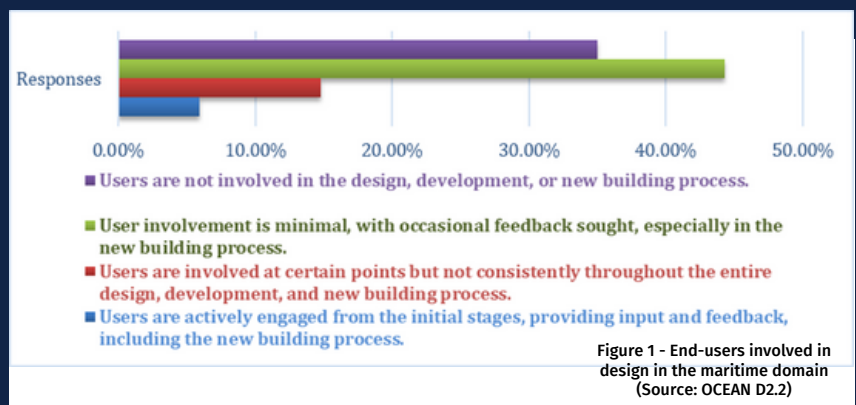 Responses
0.00% 10.00% 20.00% 30.00% 40.00% 50.00%
Users are not involved in the design, development, or new building process.
User involvement is minimal, with occasional feedback sought, especially in the
new building process.
Users are involved at certain points but not consistently throughout the entire
design, development, and new building process.
Users are actively engaged from the initial stages, providing input and feedback,
including the new building process.
Figure 1 - End-users involved in
design in the maritime domain
(Source: OCEAN D2.2)